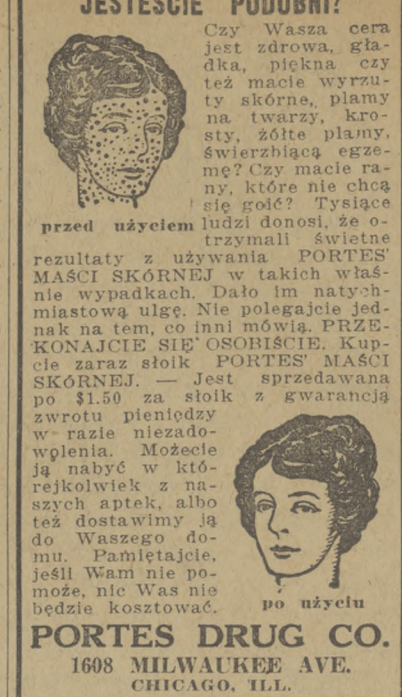 JESTEŚCIE PODOBNI?
Czy Wasza cera
jest zdrowa, gła-
dka, piękna czy
też macie wyrzu-
ty skórne, plamy
na twarzy, kro-
sty, żółte plamy,
świerzbiącą egze-
mę? Czy macie ra-
ny, które nie chcą
się goić? Tysiące
przed użyciem
ludzi donosi, że o-
trzymali świetne
rezultaty z używania PORTES'
MAŚCI SKÓRNEJ w takich właś-
nie wypadkach. Dało im natych-
miastową ulgę. Nie polegajcie jed-
nak na tem, co inni mówią. PRZE-
KONAJCIE SIĘ OSOBIŚCIE. Kup-
cie zaraz słoik PORTES' MAŚCI
SKÓRNEJ. — Jest sprzedawana
po $1.50 za słoik z gwarancją
zwrotu pieniędzy
w razie niezado-
wolenia. Możecie
ją nabyć w któ-
rejkolwiek z na-
szych aptek, albo
też dostawimy ją
do Waszego do-
mu. Pamiętajcie,
jeśli Wam nie po-
może, nic Was nie
będzie kosztować.
po użyciu
PORTES DRUG CO.
1608 MILWAUKEE AVE.
CHICAGO, ILL.